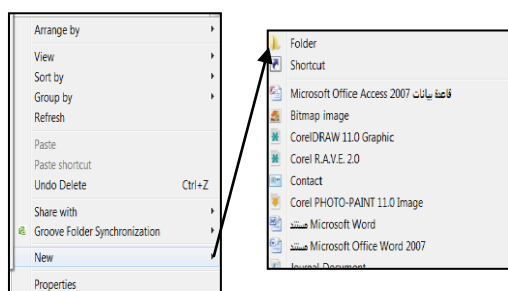 Arrange by
View
Sort by
Group by
Refresh
Paste
Paste shortcut
Undo Delete Ctrl+Z
Share with
Groove Folder Synchronization
New
Properties
Folder
Shortcut
Microsoft Office Access 2007 قاعدة بيانات
Bitmap image
CorelDRAW 11.0 Graphic
Corel R.A.V.E. 2.0
Contact
Corel PHOTO-PAINT 11.0 Image
مستند Microsoft Word
مستند Microsoft Office Word 2007
Journal Document